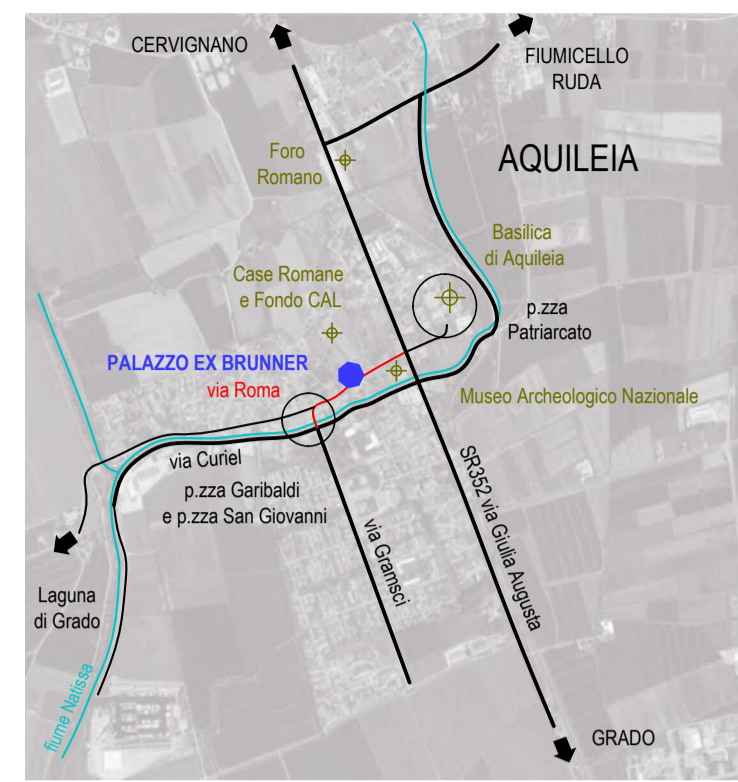 CERVIGNANO
FIUMICELLO
RUDA
Foro
Romano
AQUILEIA
Basilica
di Aquileia
Case Romane
e Fondo CAL
p.zza
Patriarcato
PALAZZO EX BRUNNER
via Roma
Museo Archeologico Nazionale
via Curiel
p.zza Garibaldi
e p.zza San Giovanni
via Gramsci
SR352 via Giulia Augusta
Laguna
di Grado
fiume Natissa
GRADO